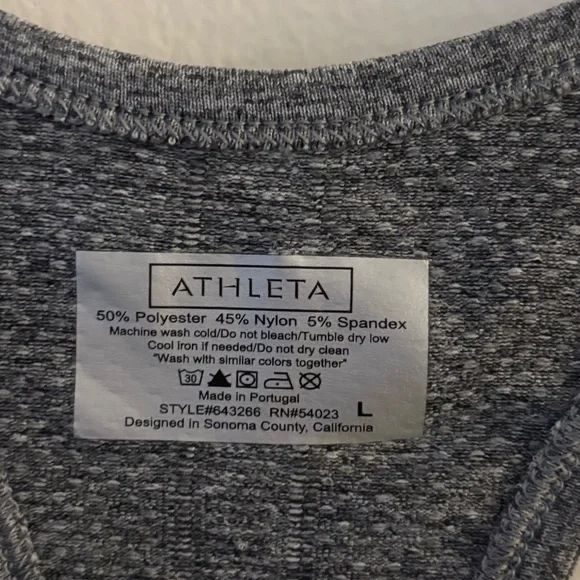 ATHLETA
50% Polyester 45% Nylon 5% Spandex
Machine wash cold/Do not bleach/Tumble dry low
Cool iron if needed/Do not dry clean
"Wash with similar colors together"
30
Made in Portugal
STYLE#643266 RN#54023 L
Designed in Sonoma County, California